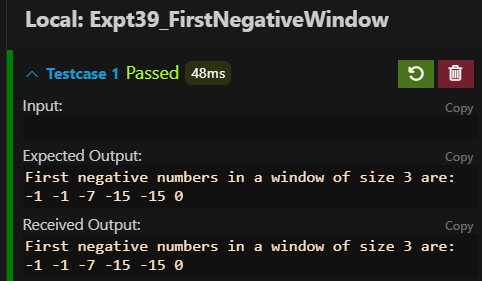 Local: Expt39_FirstNegativeWindow
Testcase 1 Passed 48ms
Input:
Copy
Expected Output:
Copy
First negative numbers in a window of size 3 are:
-1 -1 -7 -15 -15 0
Received Output:
Copy
First negative numbers in a window of size 3 are:
-1 -1 -7 -15 -15 0